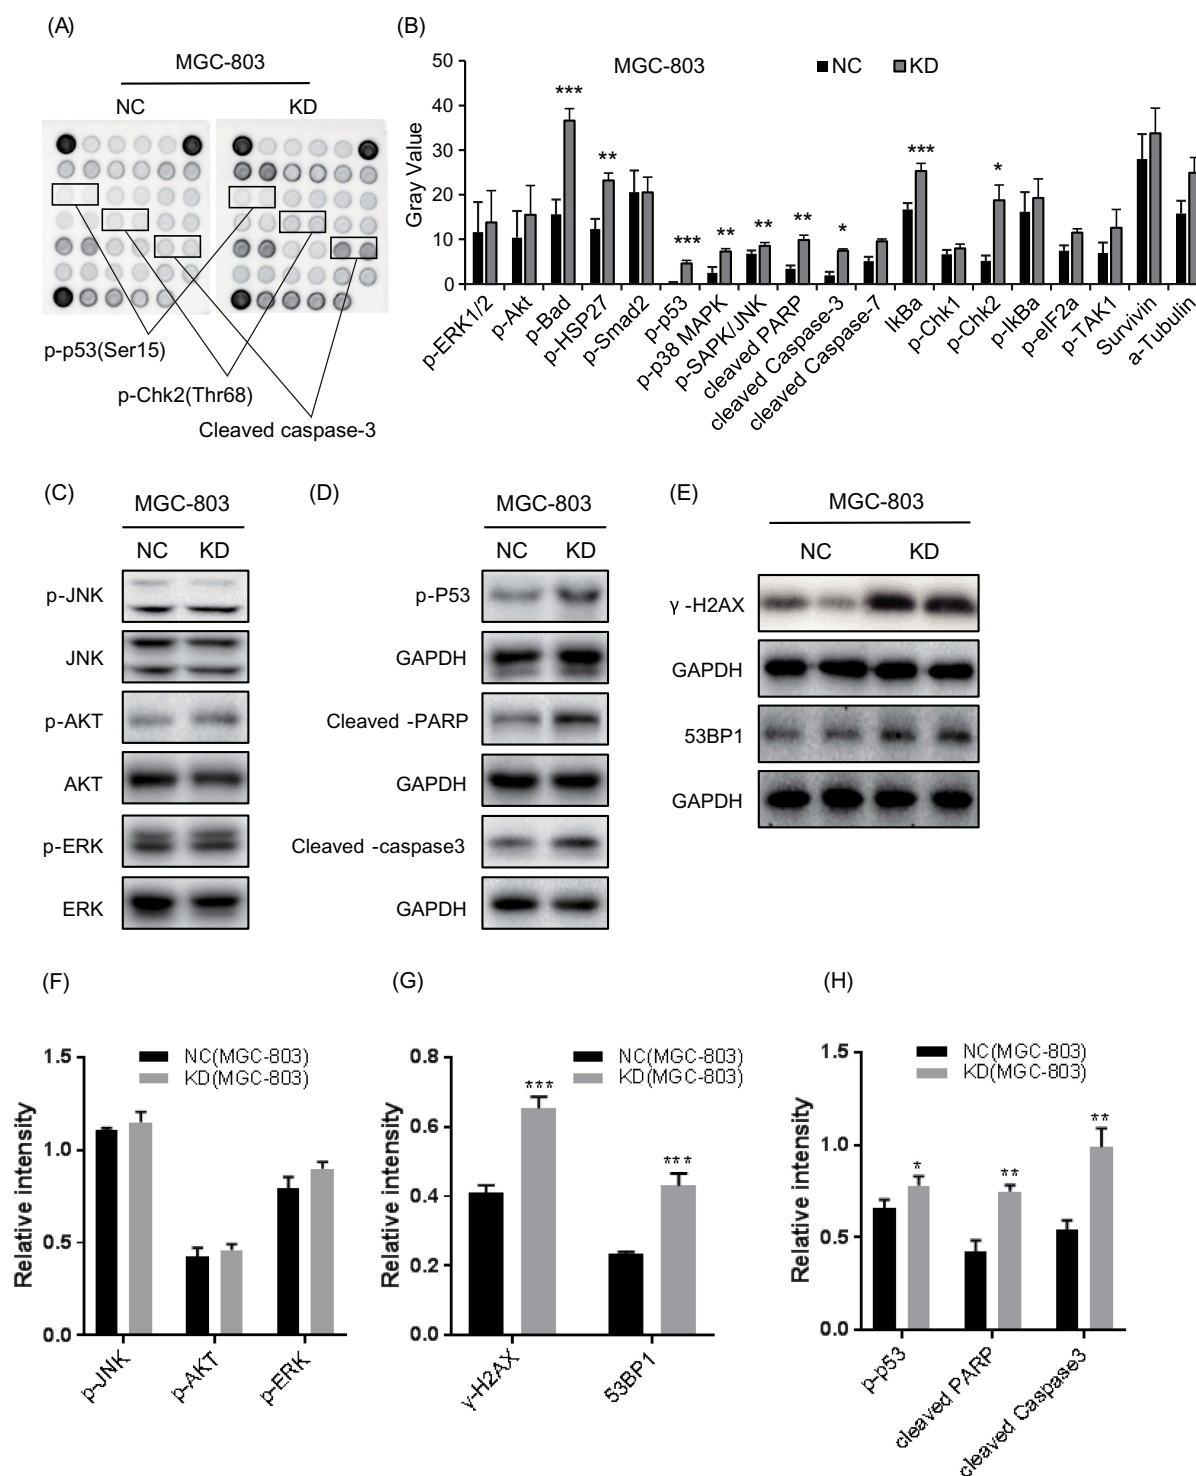 (A)
MGC-803
NC KD
p-p53(Ser15)
p-Chk2(Thr68)
Cleaved caspase-3
(B)
MGC-803
NC KD
Gray Value
50
40
30
20
10
0
*** ** *** ** ** ** * *** *
p-ERK1/2
p-Akt
p-Bad
p-HSP27
p-Smad2
p-p53
p-p38 MAPK
p-SAPK/JNK
cleaved PARP
cleaved Caspase-3
cleaved Caspase-7
IkBa
p-Chk1
p-Chk2
p-IkBa
p-eIF2a
p-TAK1
Survivin
a-Tubulin
(C)
MGC-803
NC KD
p-JNK
JNK
p-AKT
AKT
p-ERK
ERK
(D)
MGC-803
NC KD
p-P53
GAPDH
Cleaved -PARP
GAPDH
Cleaved -caspase3
GAPDH
(E)
MGC-803
NC KD
γ -H2AX
GAPDH
53BP1
GAPDH
(F)
NC(MGC-803)
KD(MGC-803)
Relative intensity
1.5
1.0
0.5
0.0
p-JNK
p-AKT
p-ERK
(G)
NC(MGC-803)
KD(MGC-803)
Relative intensity
0.8
0.6
0.4
0.2
0.0
*** ***
γ-H2AX
53BP1
(H)
NC(MGC-803)
KD(MGC-803)
Relative intensity
1.5
1.0
0.5
0.0
* ** **
p-p53
cleaved PARP
cleaved Caspase3